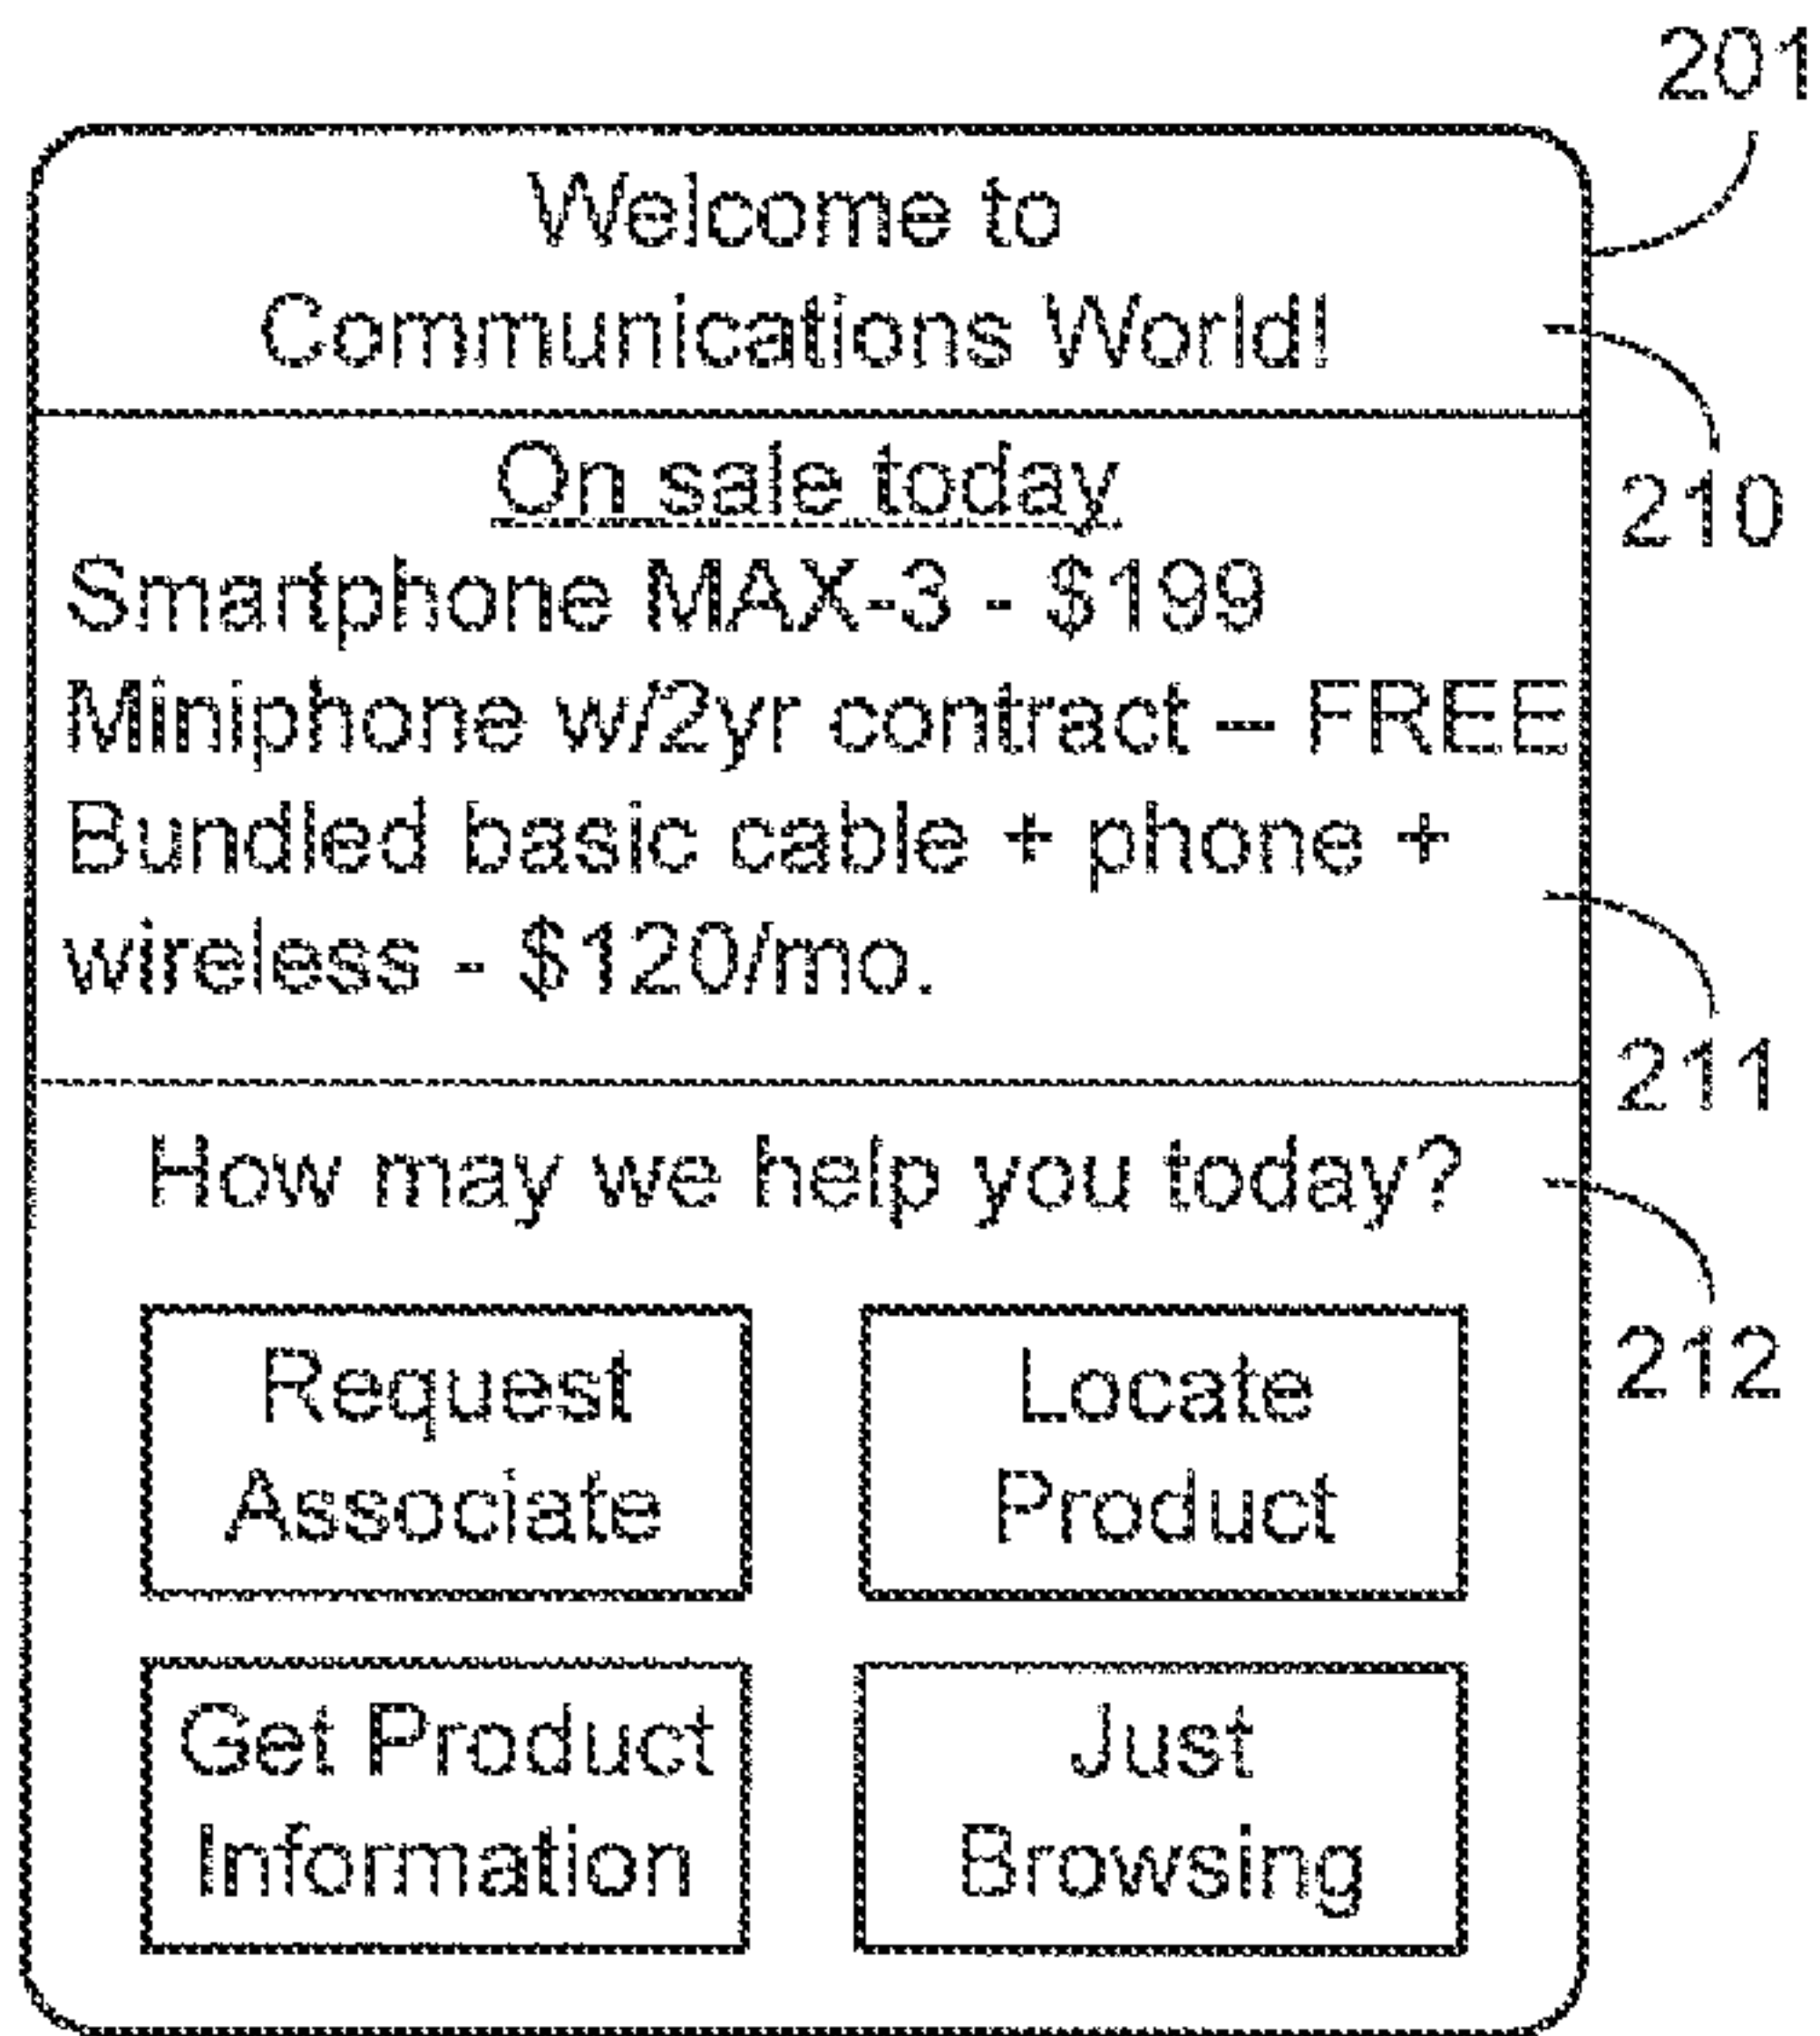 201
Welcome to
Communications World!
210
On sale today
Smartphone MAX-3 - $199
Miniphone w/2yr contract – FREE
Bundled basic cable + phone +
wireless - $120/mo.
211
How may we help you today?
212
Request
Associate
Locate
Product
Get Product
Information
Just
Browsing